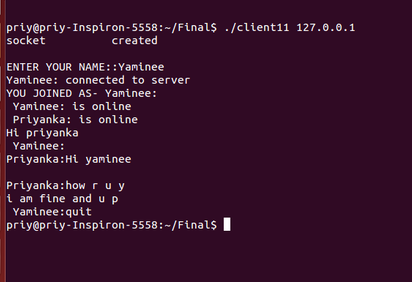 priy@priy-Inspiron-5558:~/Final$ ./client11 127.0.0.1
socket          created
ENTER YOUR NAME::Yaminee
Yaminee: connected to server
YOU JOINED AS- Yaminee:
Yaminee: is online
Priyanka: is online
Hi priyanka
Yaminee:
Priyanka:Hi yaminee
Priyanka:how r u y
i am fine and u p
Yaminee:quit
priy@priy-Inspiron-5558:~/Final$